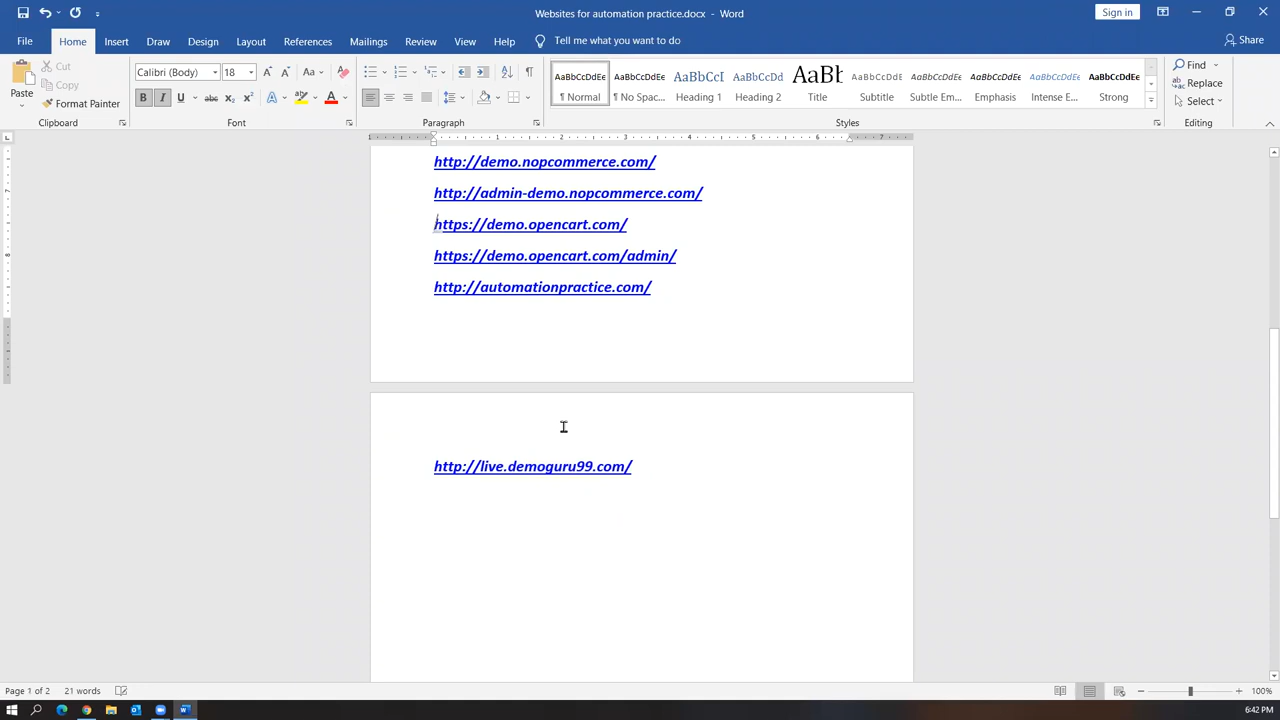 Websites for automation practice.docx - Word
Sign in
File Home Insert Draw Design Layout References Mailings Review View Help Tell me what you want to do Share
Paste
Cut
Copy
Format Painter
Clipboard
Calibri (Body) 18
Font
Paragraph
AaBbCcDdEe AaBbCcDdEe AaBbCcI AaBbCcDdE AaBb AaBbCcDdEe AaBbCcDdEe AaBbCcDdEe AaBbCcDdEe AaBbCcDdEe
¶ Normal ¶ No Spac... Heading 1 Heading 2 Title Subtitle Subtle Em... Emphasis Intense E... Strong
Styles
Find
Replace
Select
Editing
http://demo.nopcommerce.com/
http://admin-demo.nopcommerce.com/
https://demo.opencart.com/
https://demo.opencart.com/admin/
http://automationpractice.com/
http://live.demoguru99.com/
Page 1 of 2 21 words 100%
6:42 PM